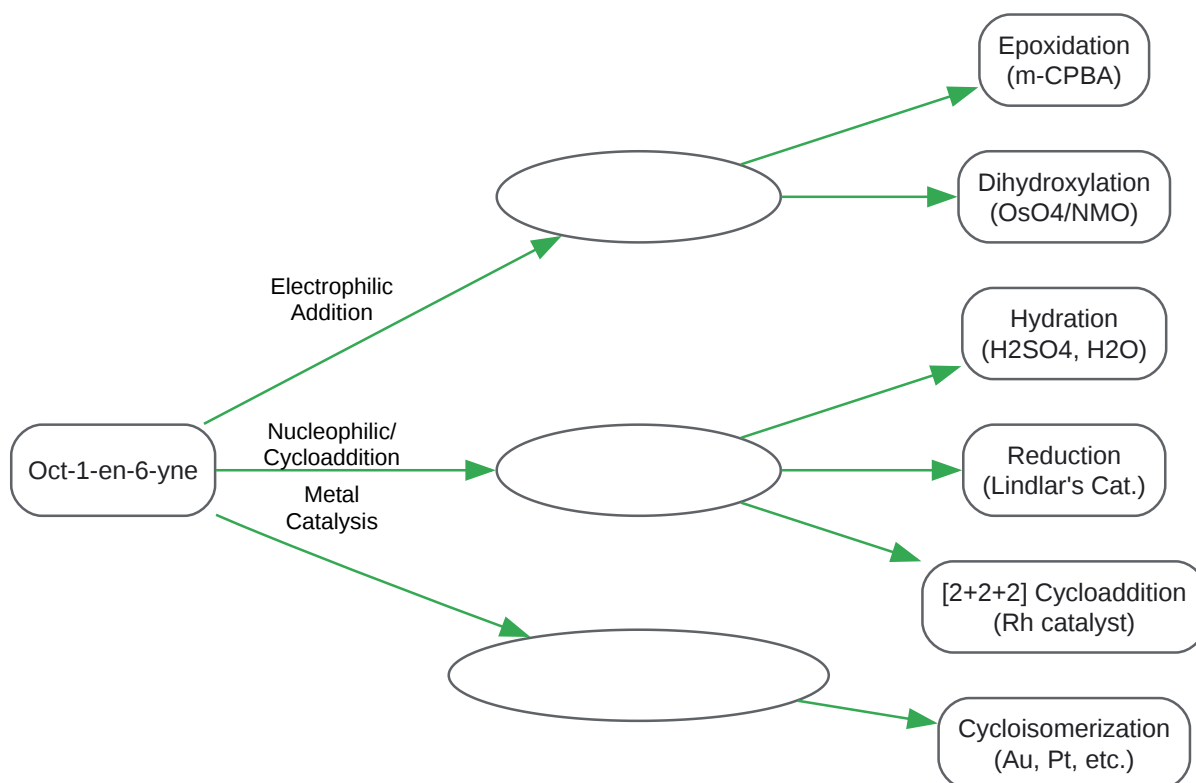 Epoxidation
(m-CPBA)
Dihydroxylation
(OsO4/NMO)
Electrophilic
Addition
Hydration
(H2SO4, H2O)
Nucleophilic/
Cycloaddition
Oct-1-en-6-yne
Reduction
(Lindlar's Cat.)
Metal
Catalysis
[2+2+2] Cycloaddition
(Rh catalyst)
Cycloisomerization
(Au, Pt, etc.)